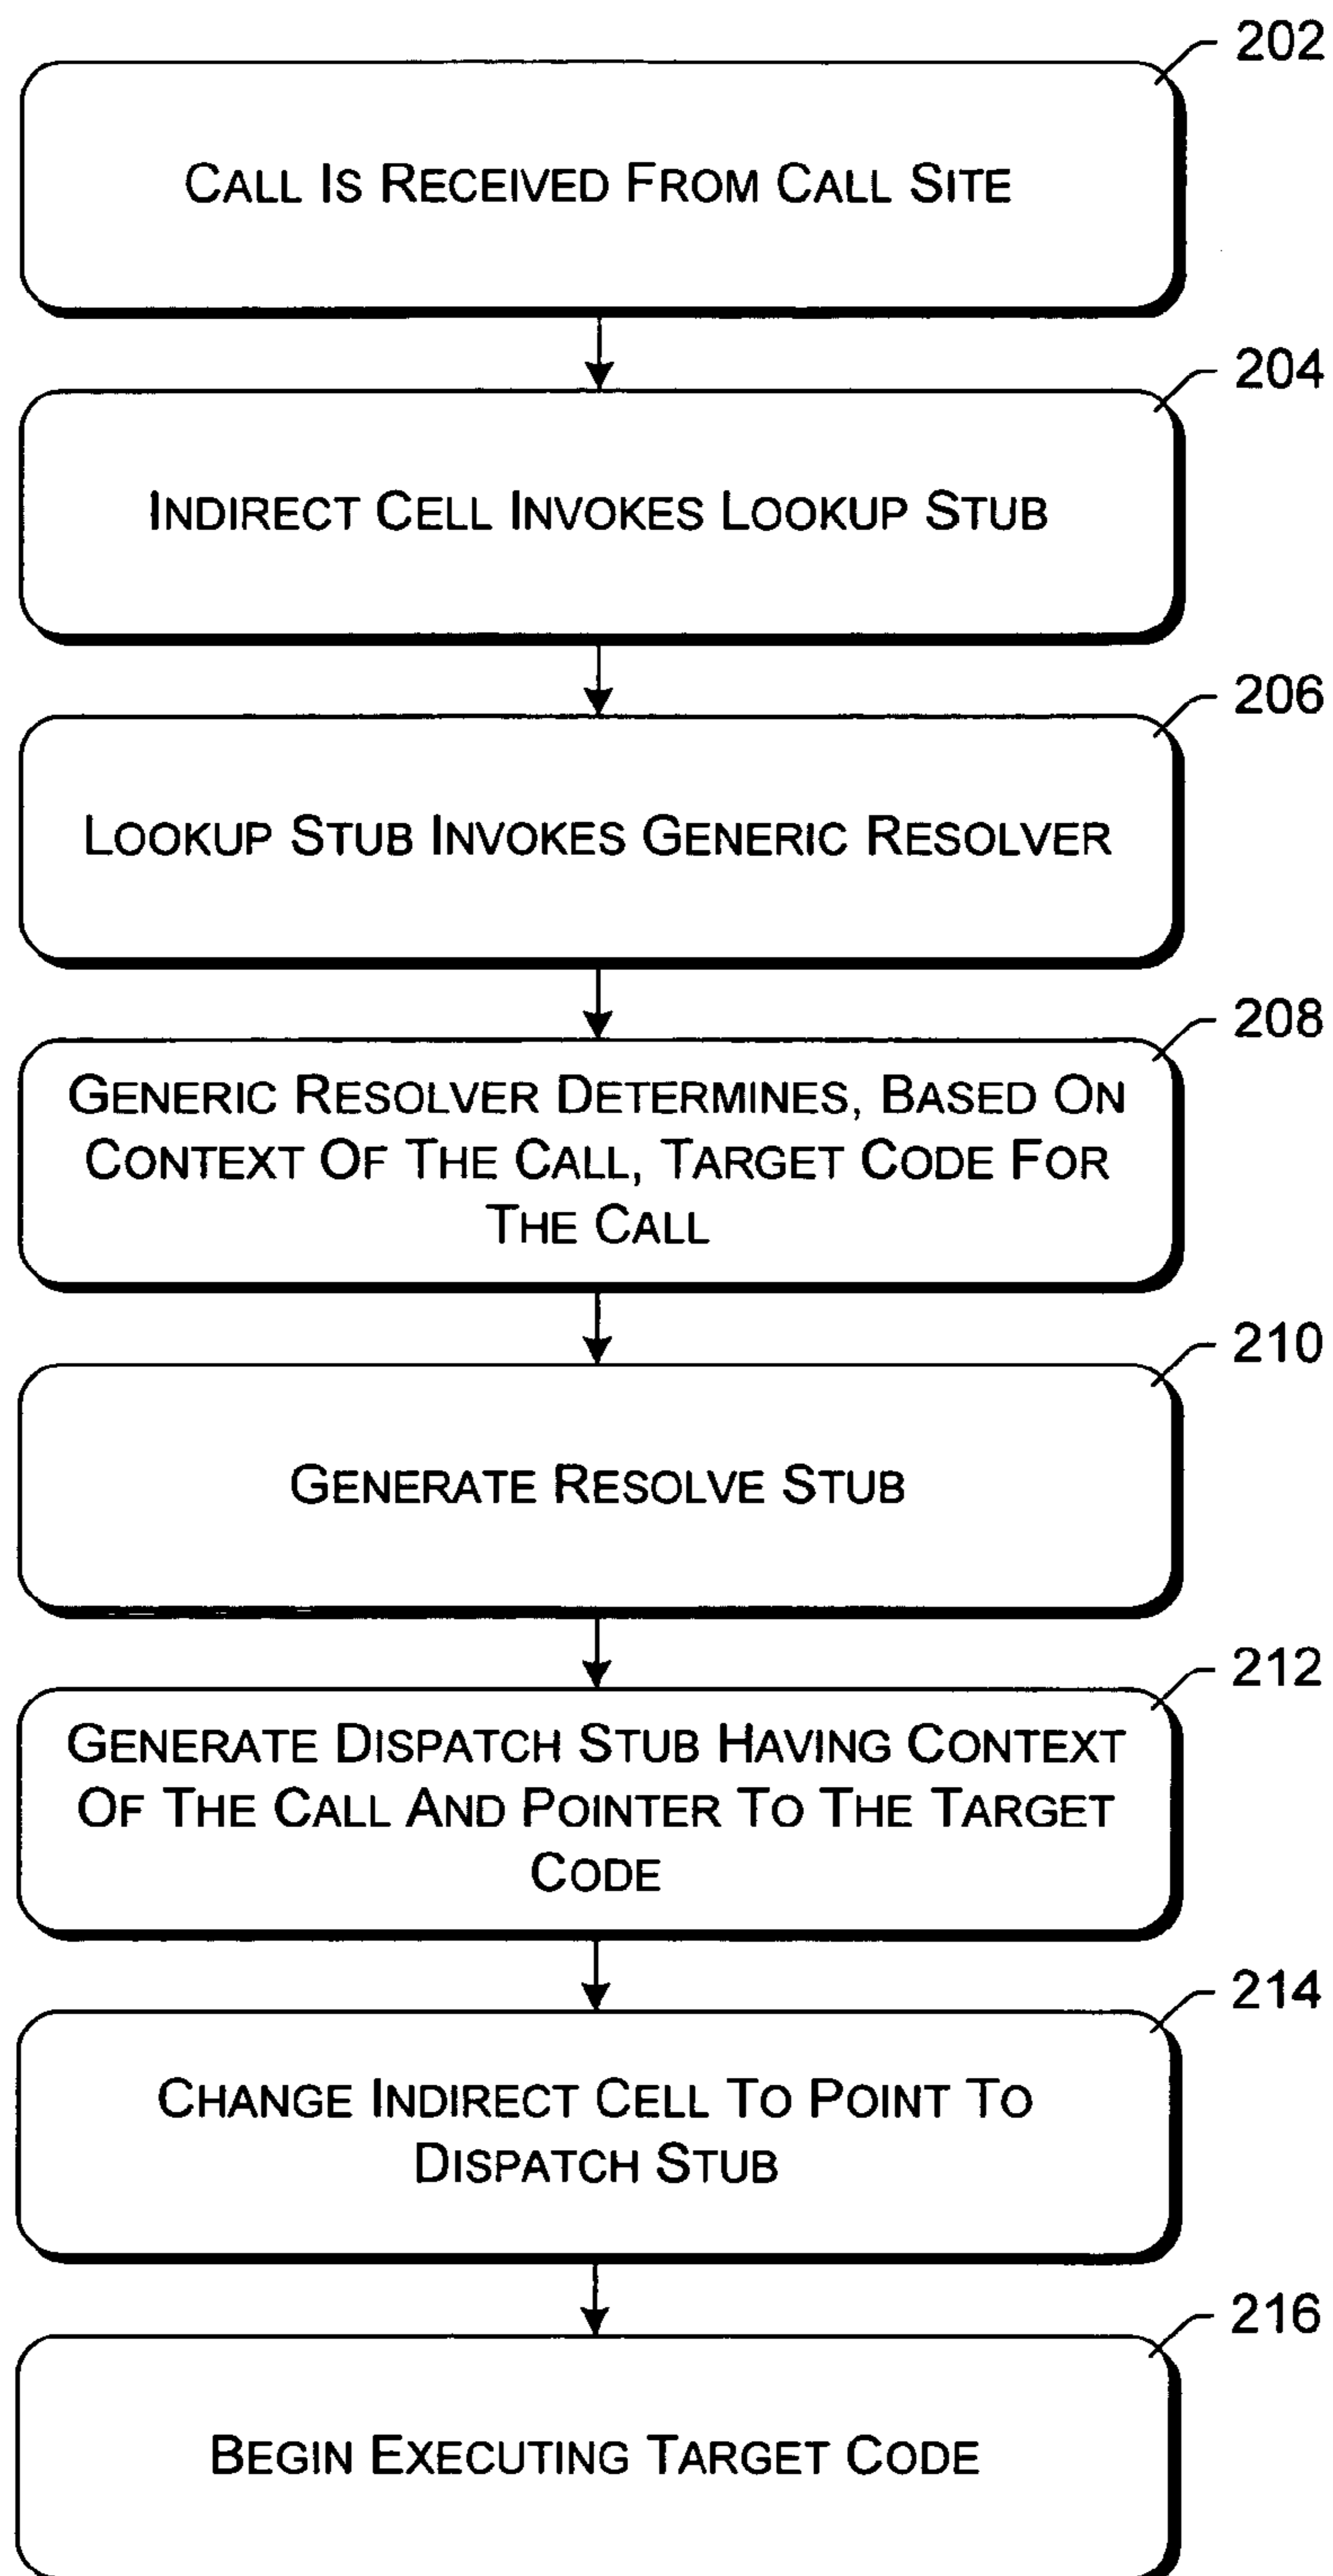 202
CALL IS RECEIVED FROM CALL SITE
204
INDIRECT CELL INVOKES LOOKUP STUB
206
LOOKUP STUB INVOKES GENERIC RESOLVER
208
GENERIC RESOLVER DETERMINES, BASED ON
CONTEXT OF THE CALL, TARGET CODE FOR
THE CALL
210
GENERATE RESOLVE STUB
212
GENERATE DISPATCH STUB HAVING CONTEXT
OF THE CALL AND POINTER TO THE TARGET
CODE
214
CHANGE INDIRECT CELL TO POINT TO
DISPATCH STUB
216
BEGIN EXECUTING TARGET CODE